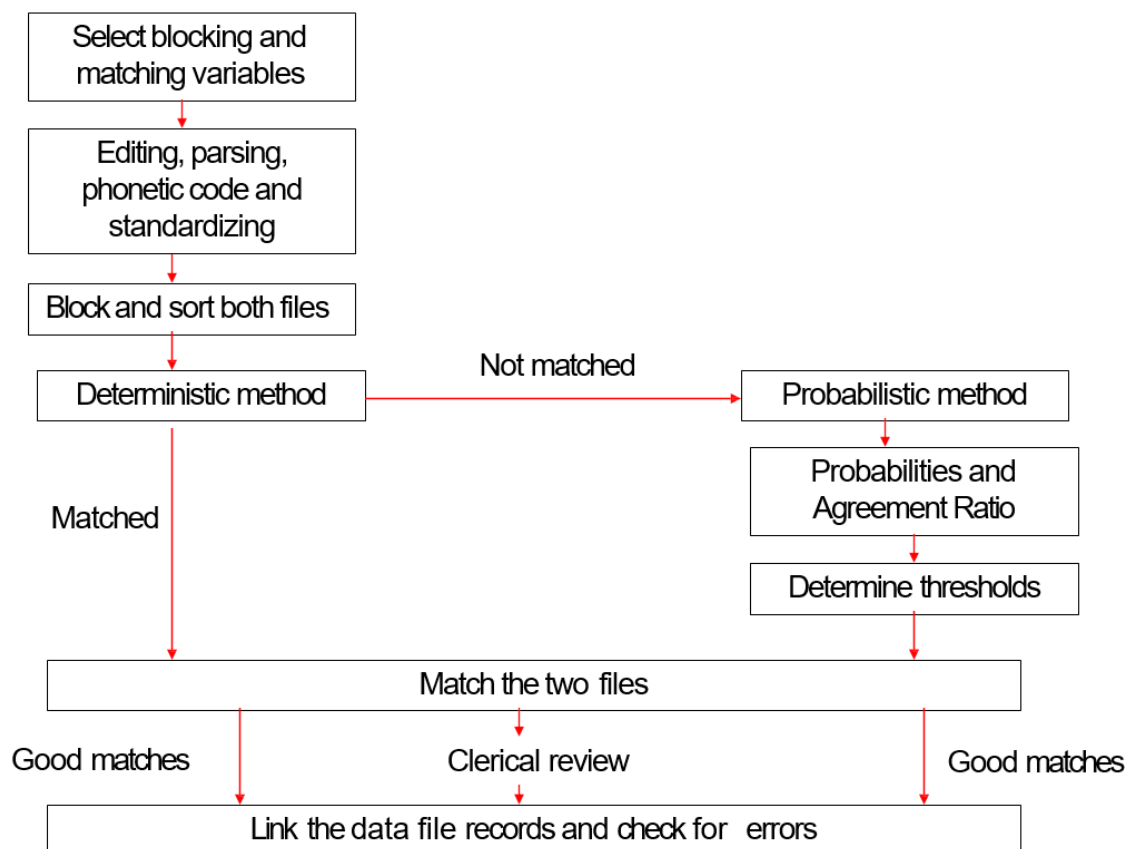 Select blocking and
matching variables
Editing, parsing,
phonetic code and
standardizing
Block and sort both files
Not matched
Deterministic method
Probabilistic method
Probabilities and
Agreement Ratio
Matched
Determine thresholds
Match the two files
Good matches
Clerical review
Good matches
Link the data file records and check for errors